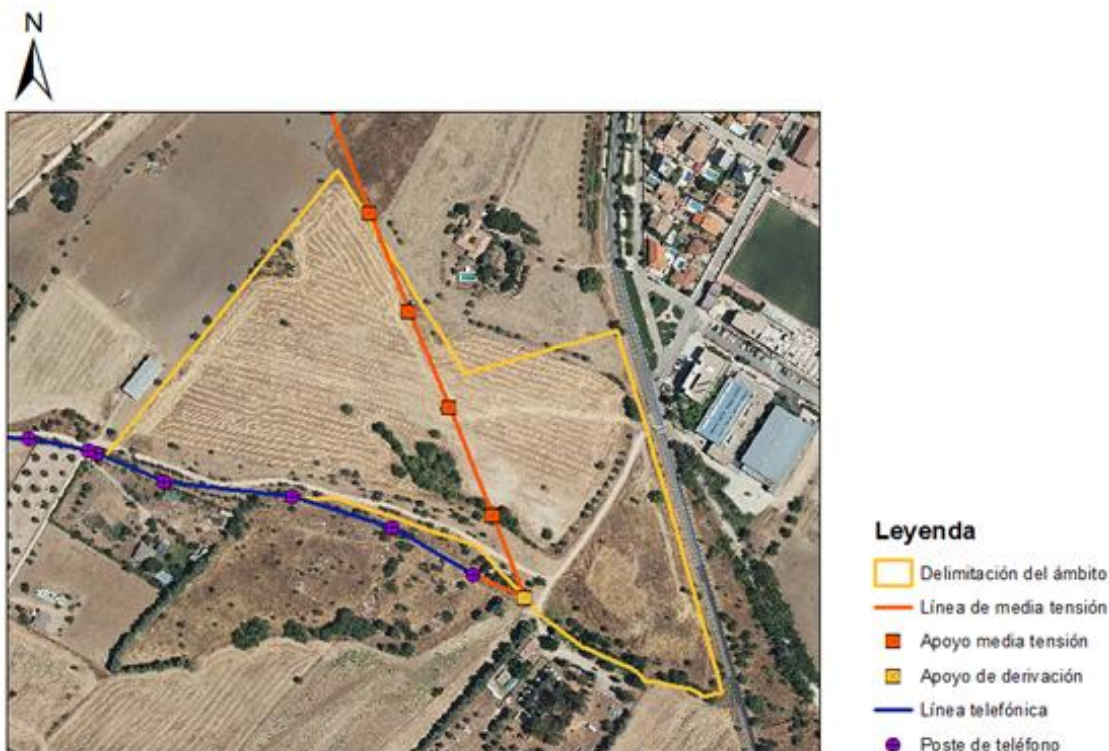 N
Leyenda
Delimitación del ámbito
Línea de media tensión
Apoyo media tensión
Apoyo de derivación
Línea telefónica
Poste de teléfono